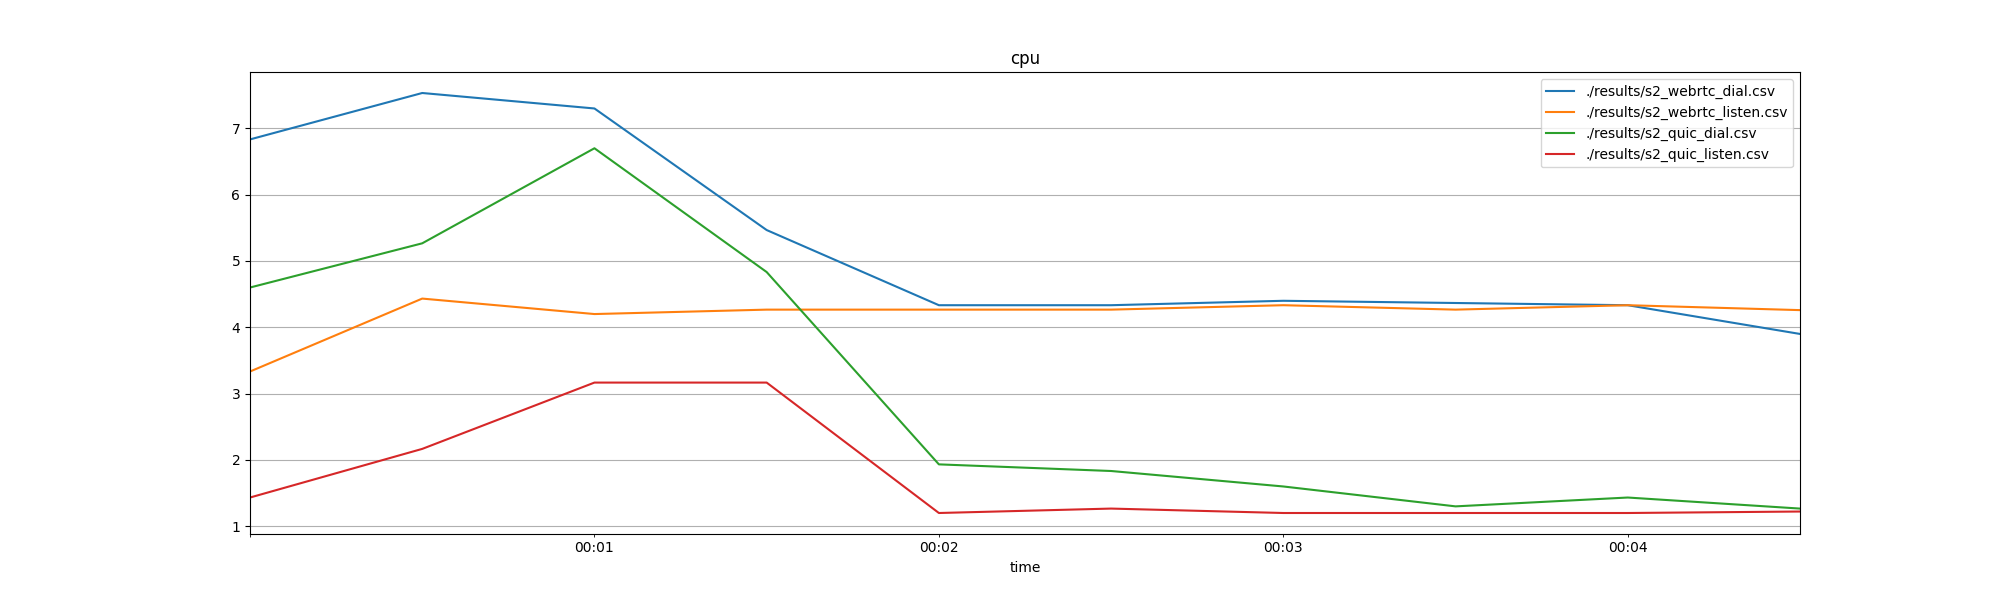 cpu
./results/s2_webrtc_dial.csv
./results/s2_webrtc_listen.csv
./results/s2_quic_dial.csv
./results/s2_quic_listen.csv
7
6
5
4
3
2
1
00:01 00:02 00:03 00:04
time